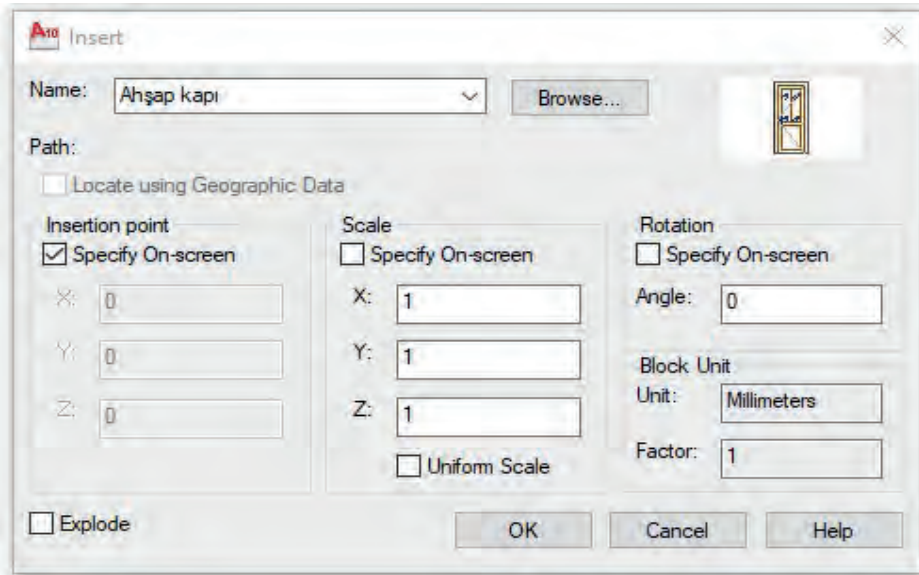 A10 Insert
Name: Ahşap kapı Browse...
Path:
Locate using Geographic Data
Insertion point
Specify On-screen
X: 0
Y: 0
Z: 0
Scale
Specify On-screen
X: 1
Y: 1
Z: 1
Uniform Scale
Rotation
Specify On-screen
Angle: 0
Block Unit
Unit: Millimeters
Factor: 1
Explode
OK Cancel Help